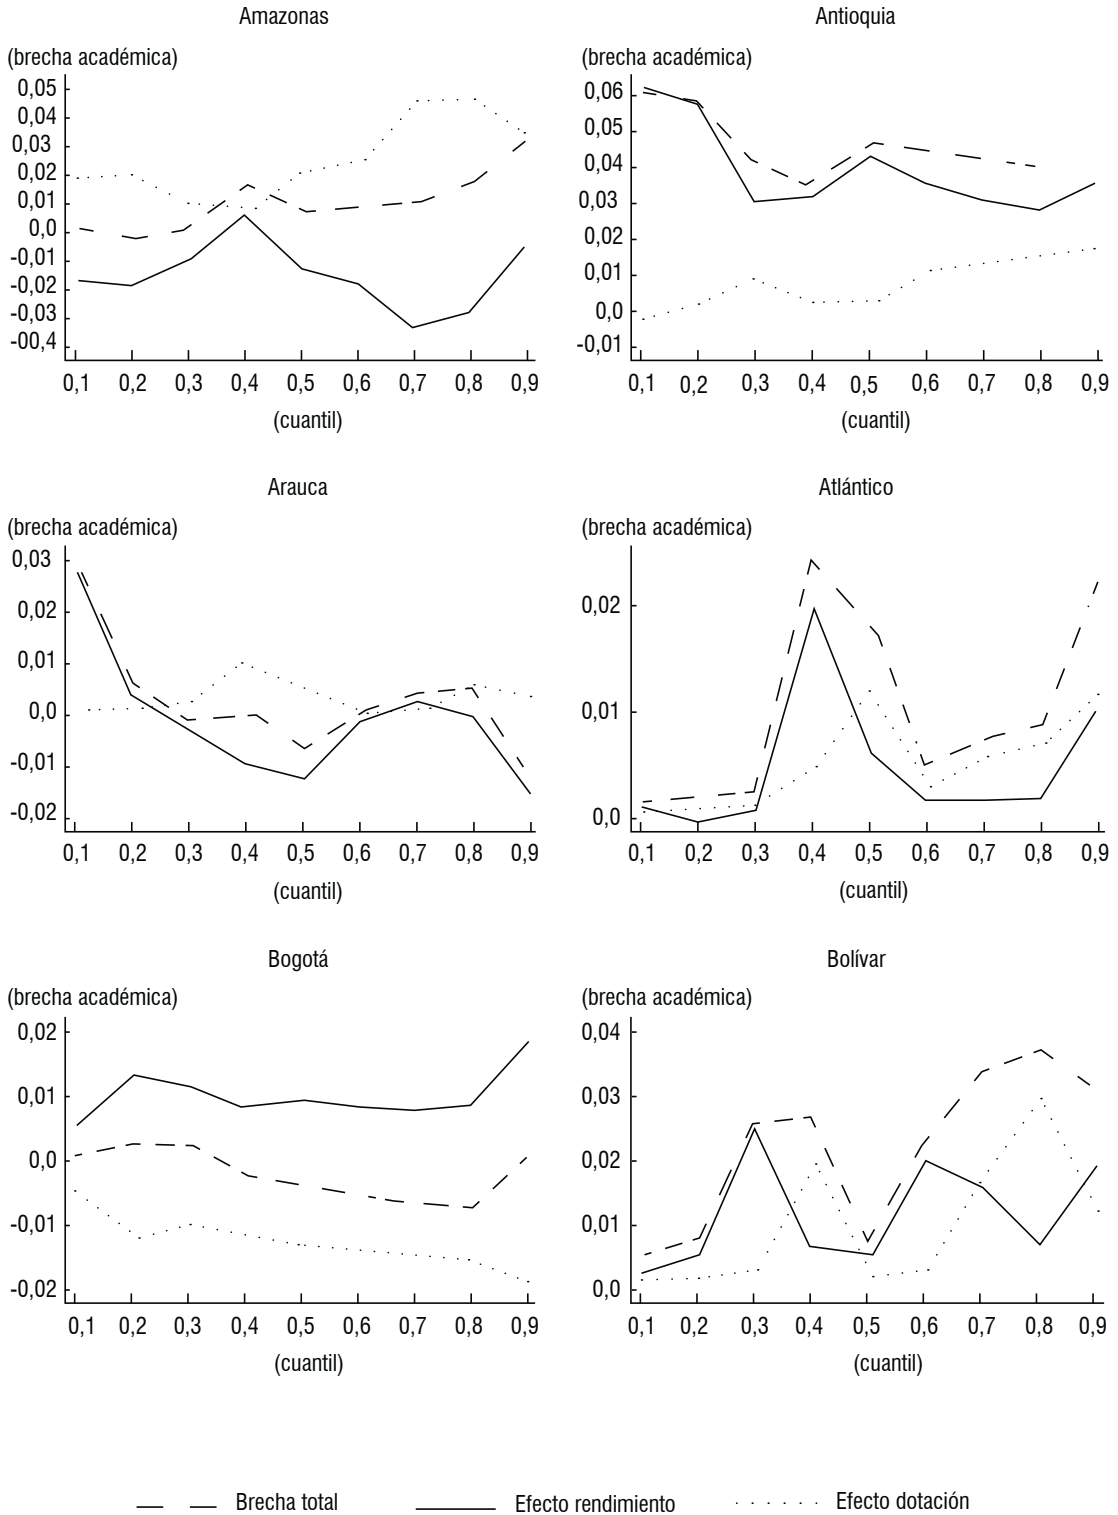 Amazonas
(brecha académica)
0,05
0,04
0,03
0,02
0,01
0,0
-0,01
-0,02
-0,03
-00,4
0,1 0,2 0,3 0,4 0,5 0,6 0,7 0,8 0,9
(cuantil)
Antioquia
(brecha académica)
0,06
0,05
0,04
0,03
0,02
0,01
0,0
-0,01
0,1 0,2 0,3 0,4 0,5 0,6 0,7 0,8 0,9
(cuantil)
Arauca
(brecha académica)
0,03
0,02
0,01
0,0
-0,01
-0,02
0,1 0,2 0,3 0,4 0,5 0,6 0,7 0,8 0,9
(cuantil)
Atlántico
(brecha académica)
0,02
0,01
0,0
0,1 0,2 0,3 0,4 0,5 0,6 0,7 0,8 0,9
(cuantil)
Bogotá
(brecha académica)
0,02
0,01
0,0
-0,01
-0,02
0,1 0,2 0,3 0,4 0,5 0,6 0,7 0,8 0,9
(cuantil)
Bolívar
(brecha académica)
0,04
0,03
0,02
0,01
0,0
0,1 0,2 0,3 0,4 0,5 0,6 0,7 0,8 0,9
(cuantil)
Brecha total Efecto rendimiento Efecto dotación